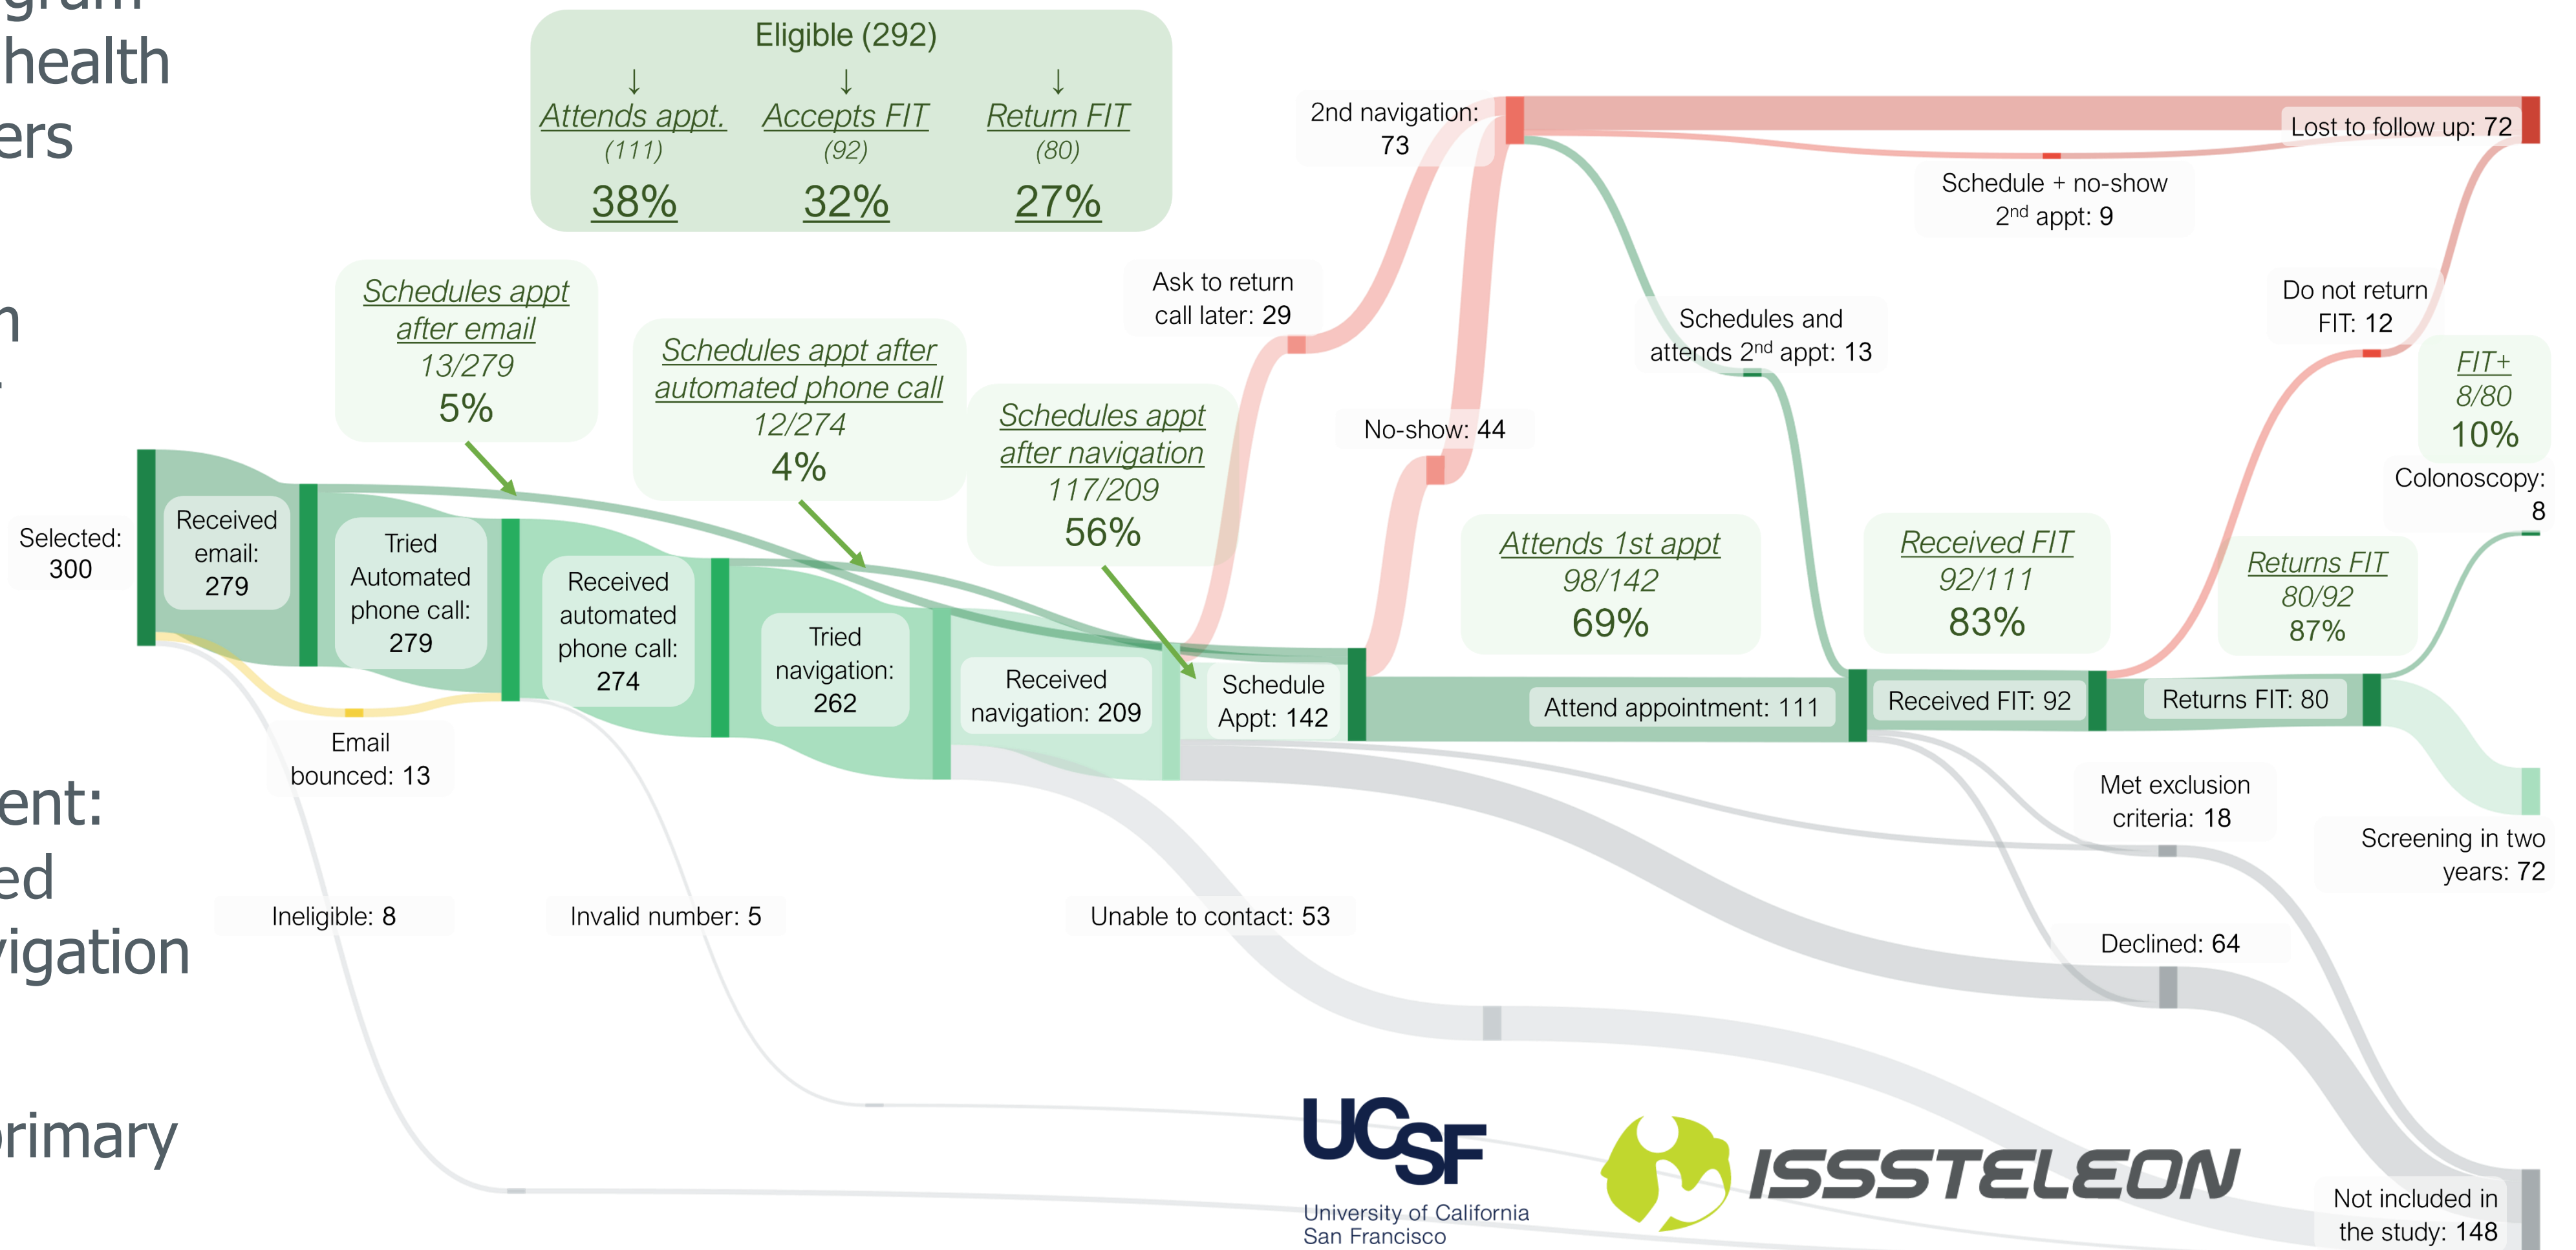 health
Eligible (292)
↓ ↓ ↓
Attends appt. Accepts FIT Return FIT
(111) (92) (80)
38% 32% 27%
Schedules appt
after email
13/279
5%
Schedules appt after
automated phone call
12/274
4%
Schedules appt
after navigation
117/209
56%
Ask to return
call later: 29
2nd navigation:
73
Lost to follow up: 72
Schedule + no-show
2nd appt: 9
Schedules and
attends 2nd appt: 13
Do not return
FIT: 12
No-show: 44
FIT+
8/80
10%
Colonoscopy:
8
Attends 1st appt
98/142
69%
Received FIT
92/111
83%
Returns FIT
80/92
87%
Selected:
300
Received
email:
279
Tried
Automated
phone call:
279
Received
automated
phone call:
274
Tried
navigation:
262
Received
navigation: 209
Schedule
Appt: 142
Attend appointment: 111
Received FIT: 92
Returns FIT: 80
Email
bounced: 13
Met exclusion
criteria: 18
Screening in two
years: 72
ent:
ed
vigation
primary
Ineligible: 8
Invalid number: 5
Unable to contact: 53
Declined: 64
UCSF
University of California
San Francisco
ISSSTELEON
Not included in
the study: 148